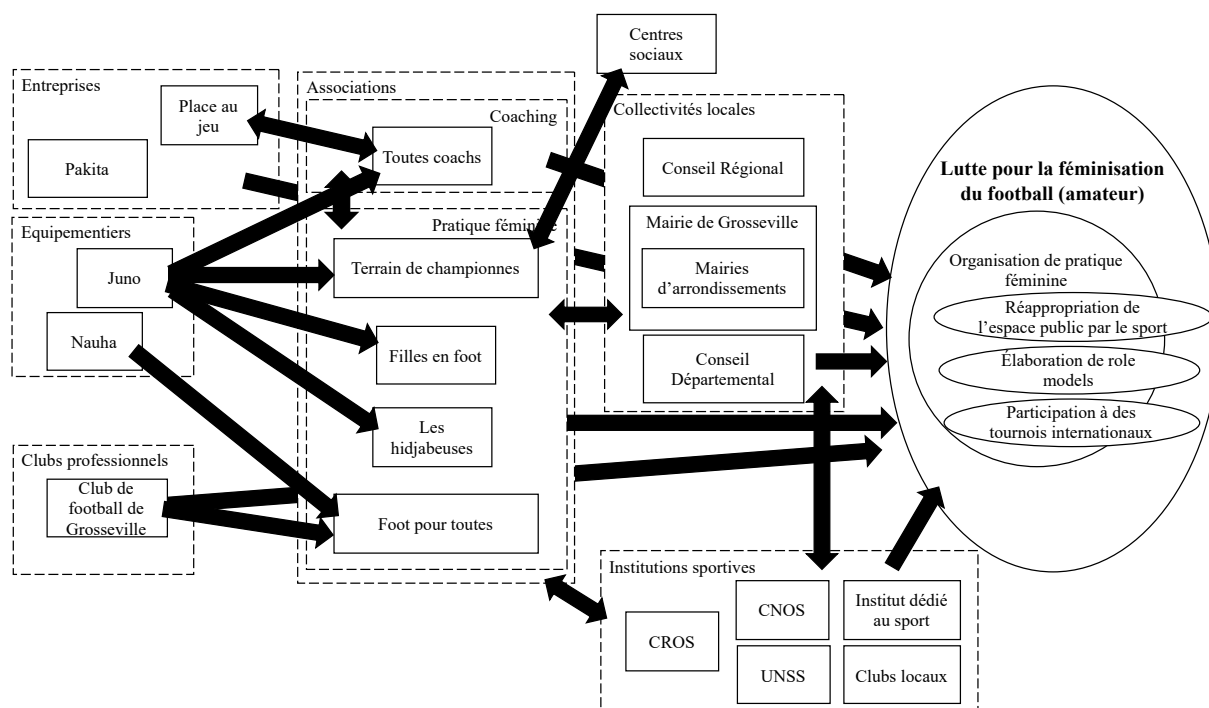 Centres
sociaux
Entreprises
Place au
jeu
Pakita
Associations
Coaching
Toutes coachs
Collectivités locales
Conseil Régional
Mairie de Grosseville
Mairies
d’arrondissements
Conseil
Départemental
Equipementiers
Juno
Nauha
Pratique féminine
Terrain de championnes
Filles en foot
Les
hidjabeuses
Foot pour toutes
Clubs professionnels
Club de
football de
Grosseville
Institutions sportives
CROS
CNOS
UNSS
Institut dédié
au sport
Clubs locaux
Lutte pour la féminisation
du football (amateur)
Organisation de pratique
féminine
Réappropriation de
l’espace public par le sport
Élaboration de role
models
Participation à des
tournois internationaux